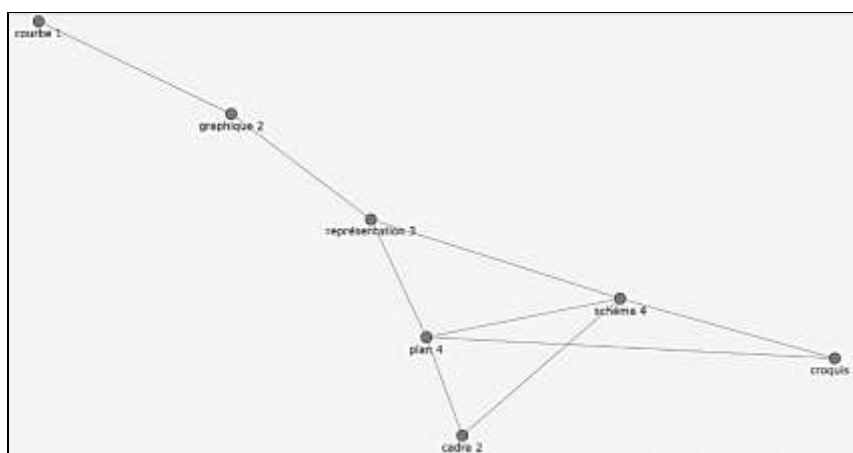 courbe 1
graphique 2
représentation 3
schéma 4
plan 4
croquis
cadre 2